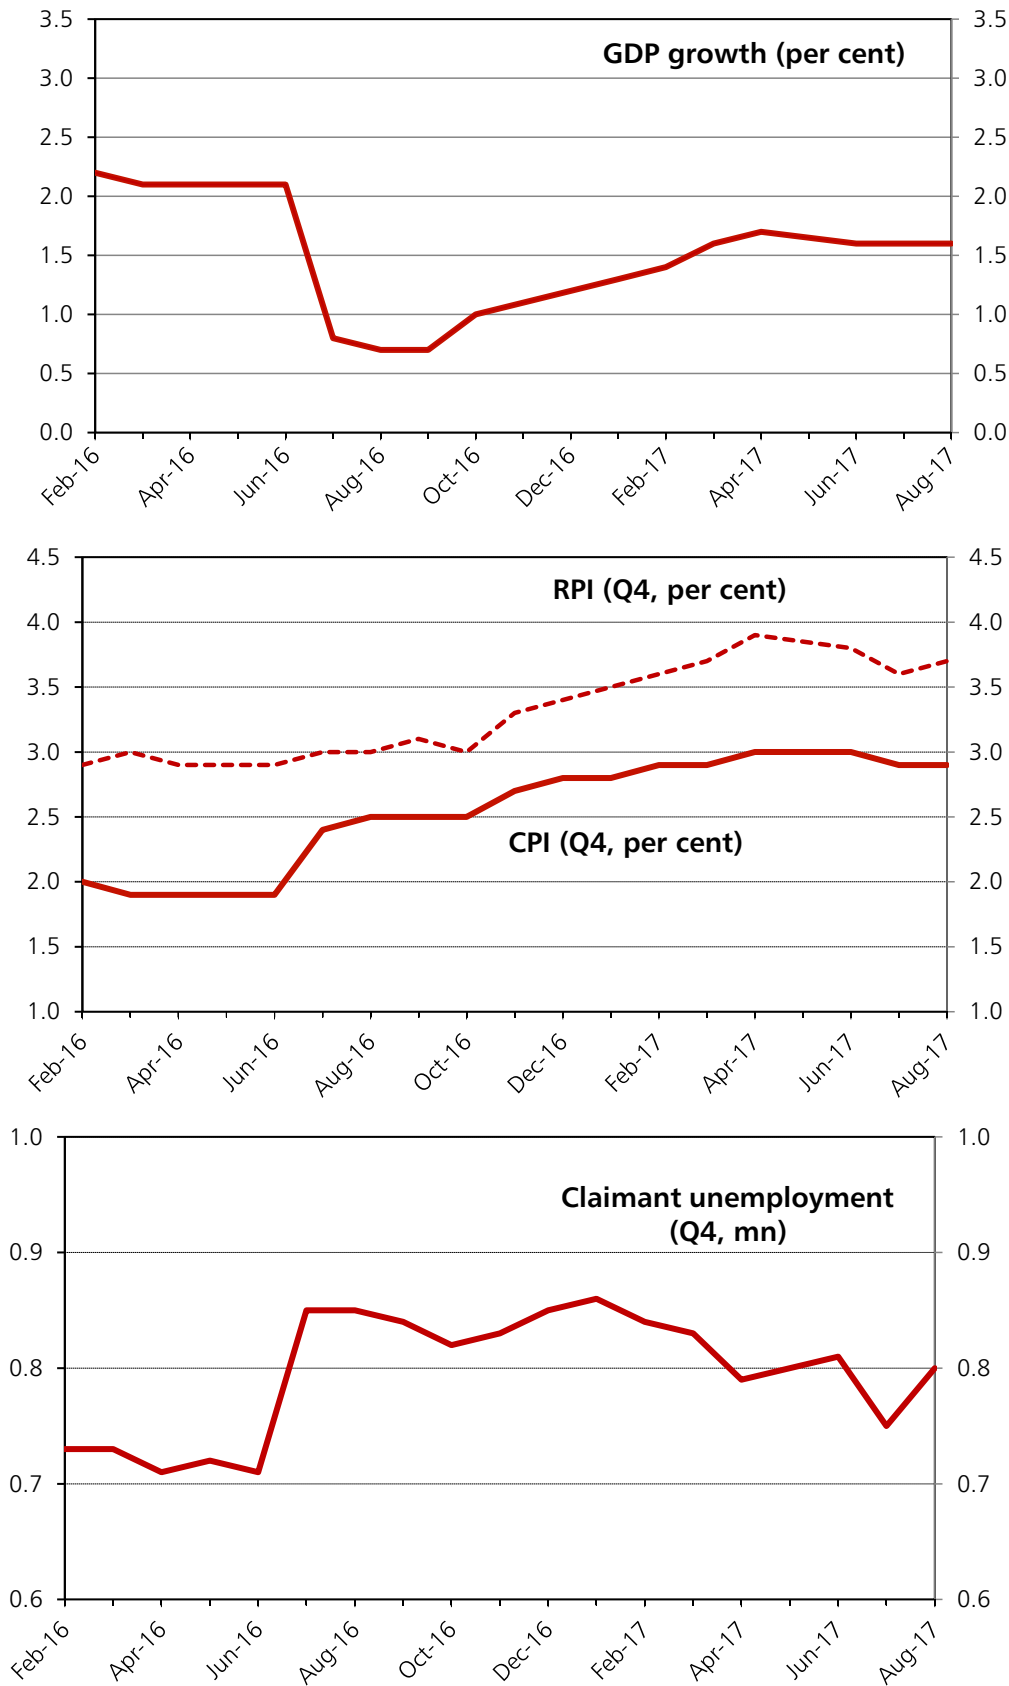 3.5 3.5
GDP growth (per cent)
3.0 3.0
2.5 2.5
2.0 2.0
1.5 1.5
1.0 1.0
0.5 0.5
0.0 0.0
Feb-16 Apr-16 Jun-16 Aug-16 Oct-16 Dec-16 Feb-17 Apr-17 Jun-17 Aug-17
4.5 4.5
RPI (Q4, per cent)
4.0 4.0
3.5 3.5
3.0 3.0
2.5 2.5
CPI (Q4, per cent)
2.0 2.0
1.5 1.5
1.0 1.0
Feb-16 Apr-16 Jun-16 Aug-16 Oct-16 Dec-16 Feb-17 Apr-17 Jun-17 Aug-17
1.0 1.0
Claimant unemployment
(Q4, mn)
0.9 0.9
0.8 0.8
0.7 0.7
0.6 0.6
Feb-16 Apr-16 Jun-16 Aug-16 Oct-16 Dec-16 Feb-17 Apr-17 Jun-17 Aug-17